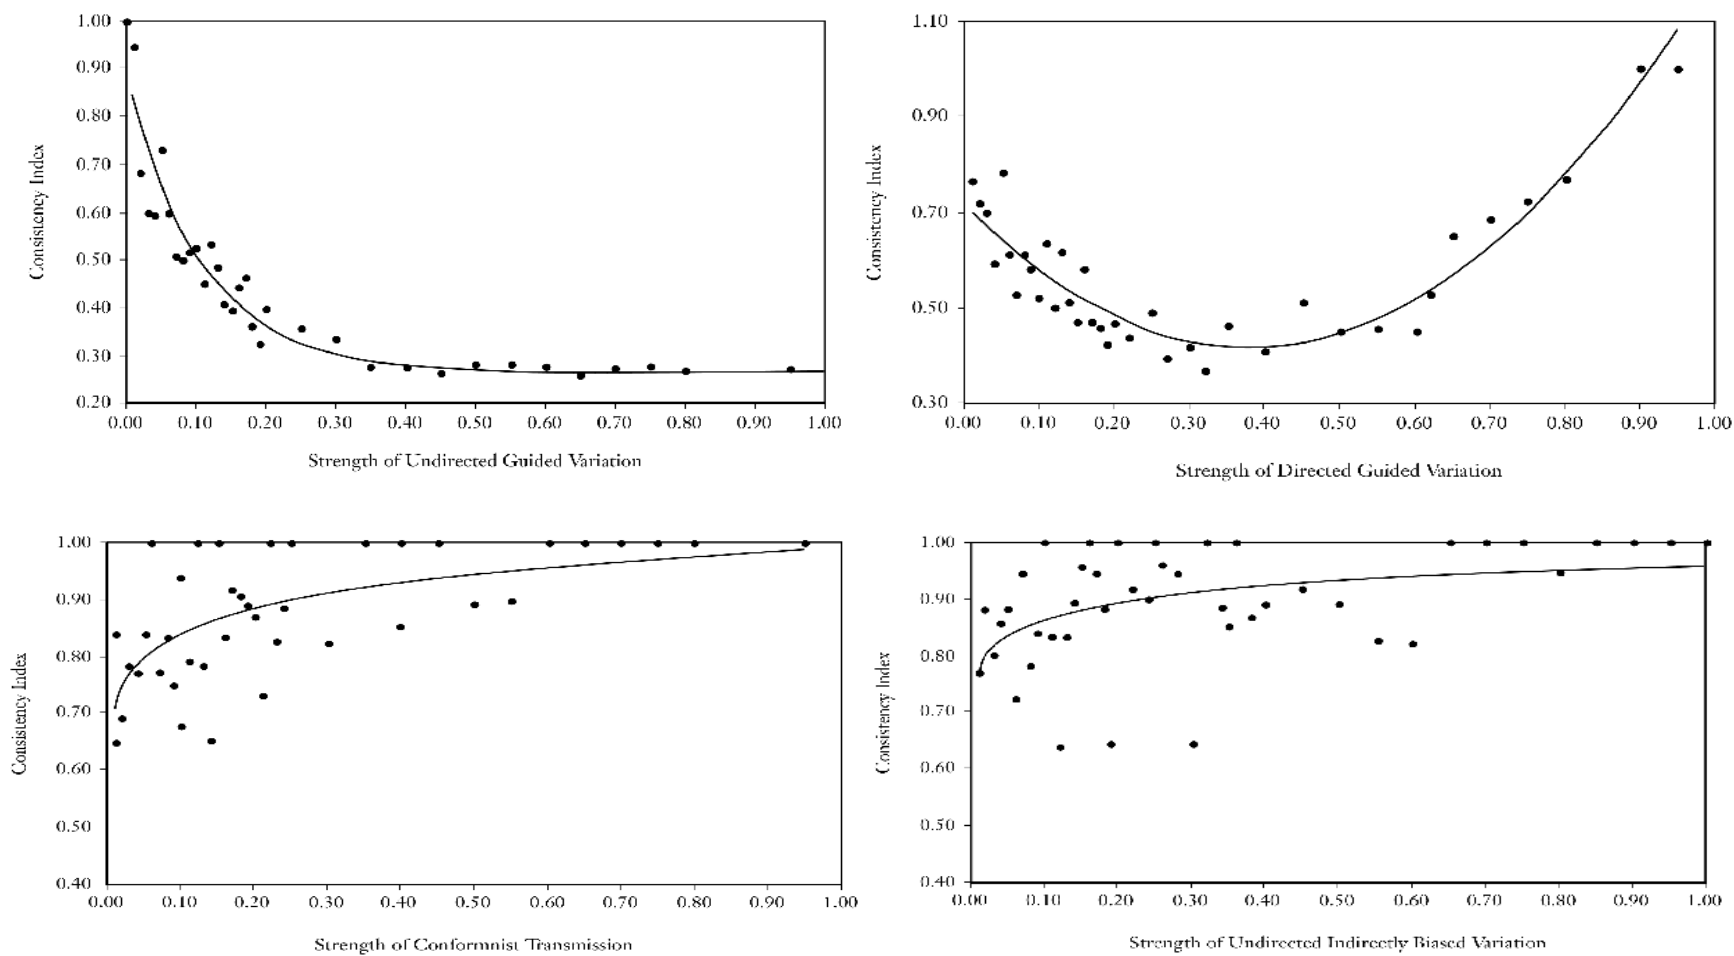 1.00
0.90
0.80
0.70
0.60
0.50
0.40
0.30
0.20
Consistency Index
0.00 0.10 0.20 0.30 0.40 0.50 0.60 0.70 0.80 0.90 1.00
Strength of Undirected Guided Variation
1.10
0.90
0.70
0.50
0.30
Consistency Index
0.00 0.10 0.20 0.30 0.40 0.50 0.60 0.70 0.80 0.90 1.00
Strength of Directed Guided Variation
1.00
0.90
0.80
0.70
0.60
0.50
0.40
Consistency Index
0.00 0.10 0.20 0.30 0.40 0.50 0.60 0.70 0.80 0.90 1.00
Strength of Conformnist Transmission
1.00
0.90
0.80
0.70
0.60
0.50
0.40
Consistency Index
0.00 0.10 0.20 0.30 0.40 0.50 0.60 0.70 0.80 0.90 1.00
Strength of Undirected Indirectly Biased Variation